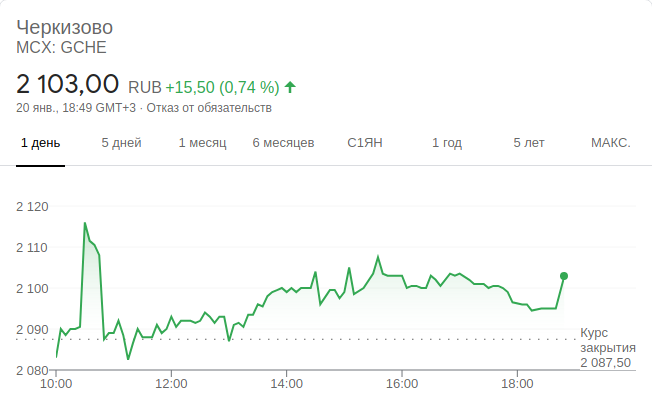 Черкизово
MCX: GCHE
2 103,00 RUB +15,50 (0,74 %)
20 янв., 18:49 GMT+3 · Отказ от обязательств
1 день 5 дней 1 месяц 6 месяцев С1ЯН 1 год 5 лет МАКС.
2 120
2 110
2 100
2 090
Курс
закрытия
2 087,50
2 080
10:00 12:00 14:00 16:00 18:00